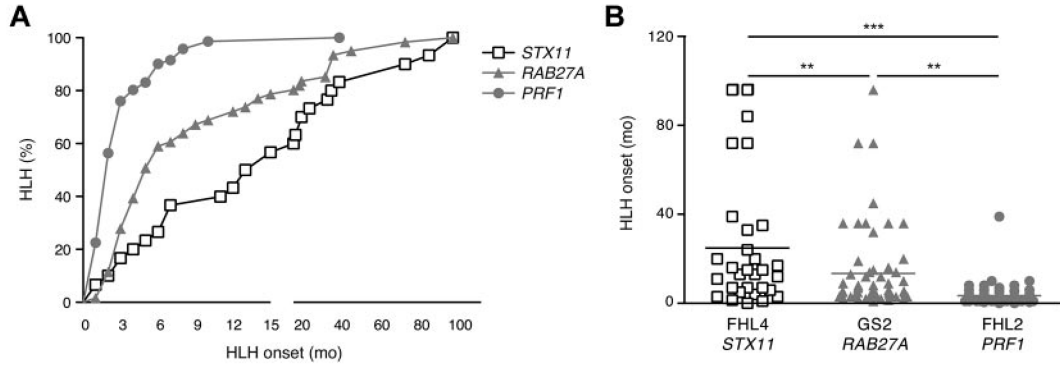 A
100
80
60
40
20
0
HLH (%)
0 3 6 9 10 12 15 20 40 60 80 100
HLH onset (mo)
STX11
RAB27A
PRF1
B
***
** **
120
80
40
0
HLH onset (mo)
FHL4 GS2 FHL2
STX11 RAB27A PRF1